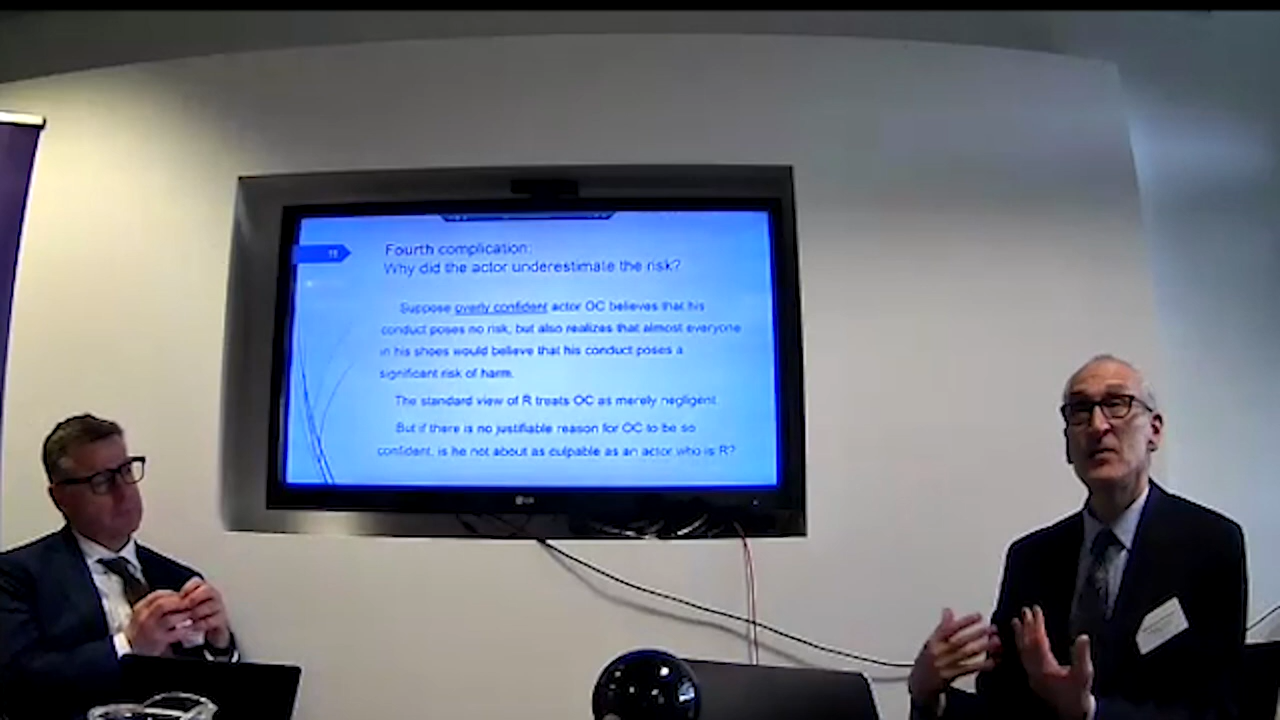 Fourth complication:
Why did the actor underestimate the risk?
Suppose overly confident actor OC believes that his
conduct poses no risk, but also realizes that almost everyone
in his shoes would believe that his conduct poses a
significant risk of harm.
The standard view of R treats OC as merely negligent.
But if there is no justifiable reason for OC to be so
confident, is he not about as culpable as an actor who is R?
LG